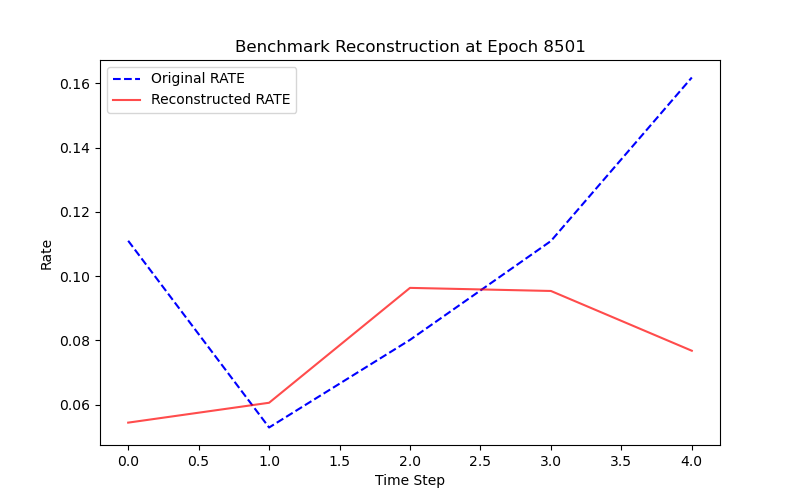 Benchmark Reconstruction at Epoch 8501
Original RATE
Reconstructed RATE
0.16
0.14
0.12
0.10
0.08
0.06
Rate
0.0 0.5 1.0 1.5 2.0 2.5 3.0 3.5 4.0
Time Step